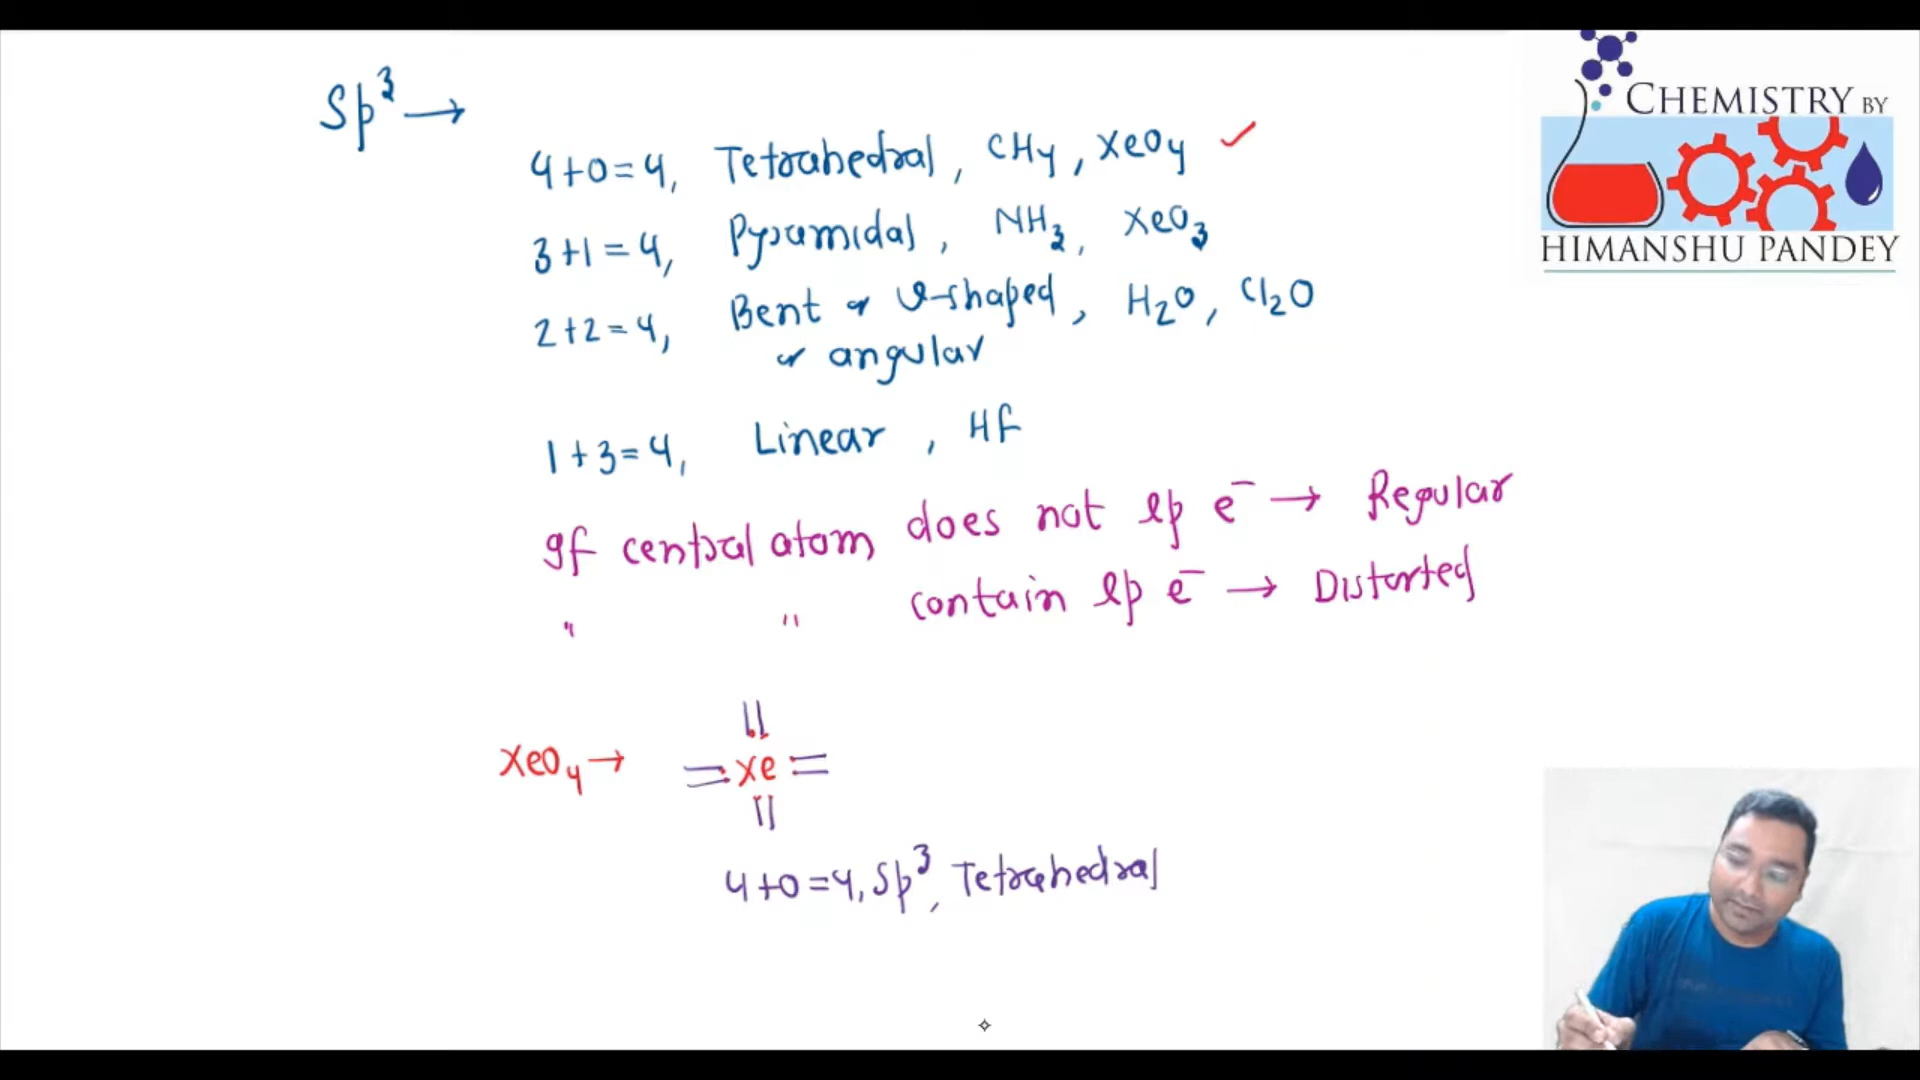 Sp³ →
4+0=4, Tetrahedral, CH₄, XeO₄ ✓
3+1=4, Pyramidal, NH₃, XeO₃
2+2=4, Bent or V-shaped, H₂O, Cl₂O
or angular
1+3=4, Linear, HF
If central atom does not lp e⁻ → Regular
" " contain lp e⁻ → Distorted
XeO₄ → =Xe=
4+0=4, Sp³, Tetrahedral
CHEMISTRY BY
HIMANSHU PANDEY